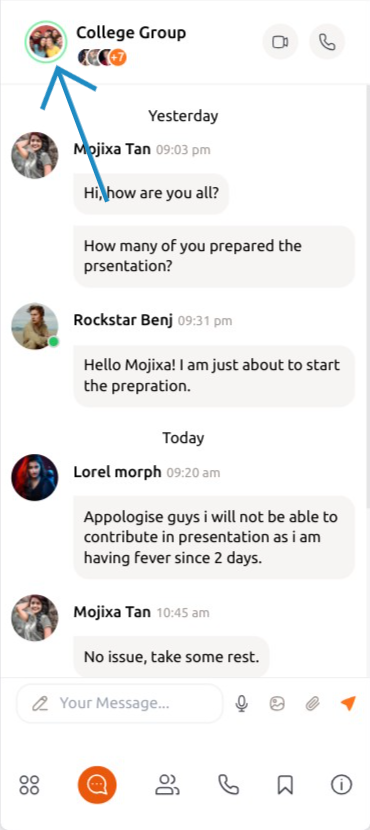 College Group
+7
Yesterday
Mojixa Tan 09:03 pm
Hi, how are you all?
How many of you prepared the
prsentation?
Rockstar Benj 09:31 pm
Hello Mojixa! I am just about to start
the prepration.
Today
Lorel morph 09:20 am
Appologise guys i will not be able to
contribute in presentation as i am
having fever since 2 days.
Mojixa Tan 10:45 am
No issue, take some rest.
Your Message...